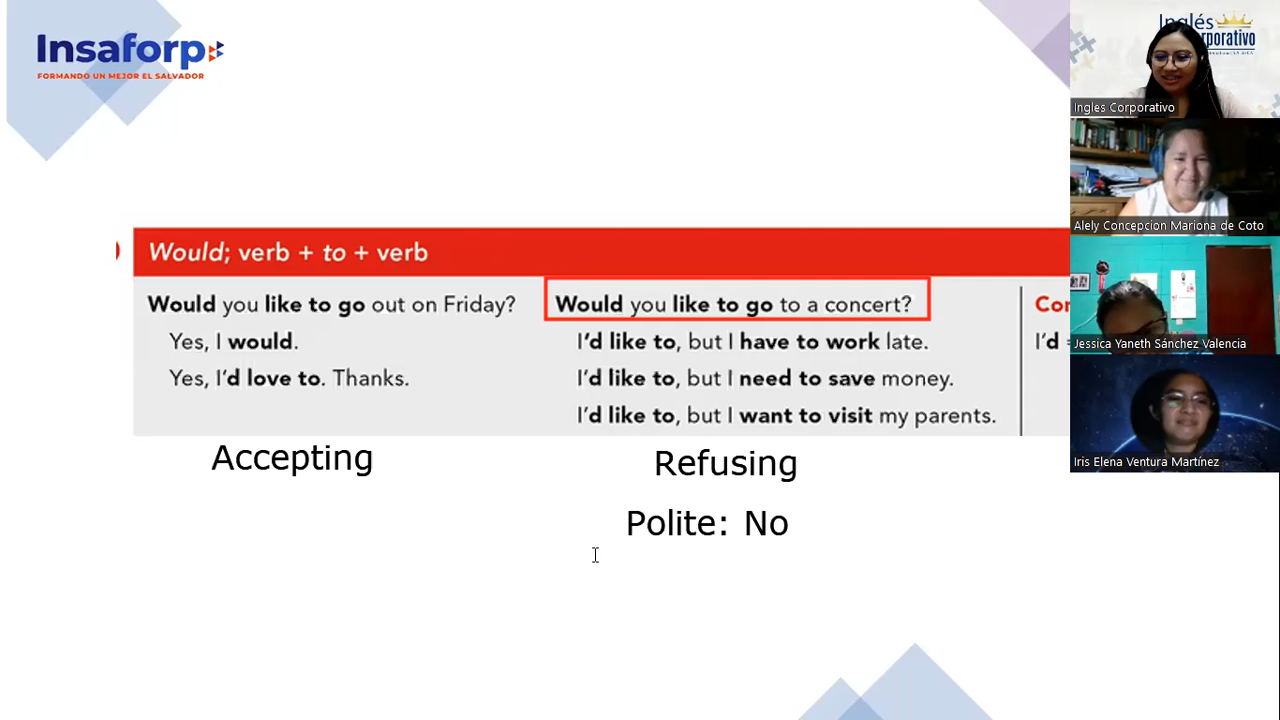 Insaforp
FORMANDO UN MEJOR EL SALVADOR
Would; verb + to + verb
Would you like to go out on Friday?
Yes, I would.
Yes, I'd love to. Thanks.
Would you like to go to a concert?
I'd like to, but I have to work late.
I'd like to, but I need to save money.
I'd like to, but I want to visit my parents.
Con
I'd =
Accepting
Refusing
Polite: No
Inglés
rporativo
Ingles Corporativo
Alely Concepcion Mariona de Coto
Jessica Yaneth Sánchez Valencia
Iris Elena Ventura Martínez